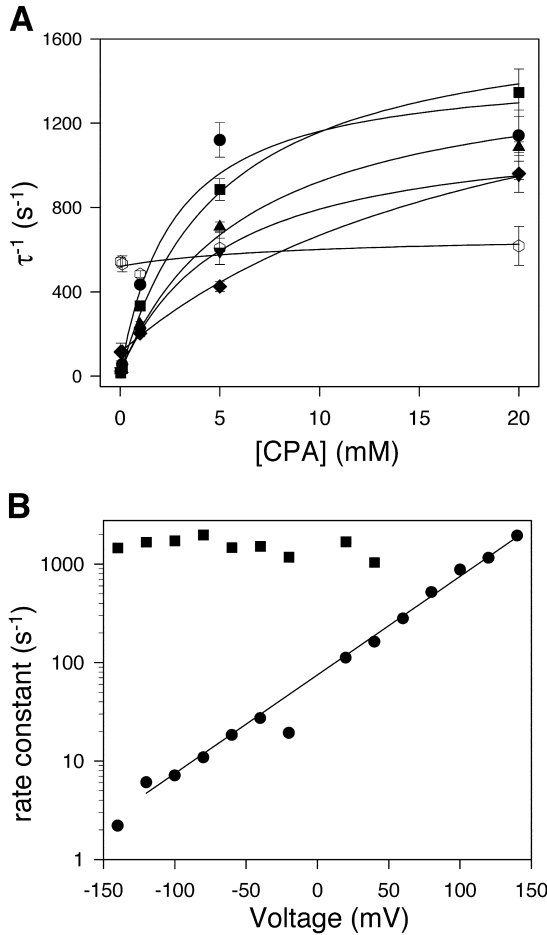 A
1600
1200
800
400
0
τ-1 (s-1)
0 5 10 15 20
[CPA] (mM)
B
1000
100
10
1
rate constant (s-1)
-150 -100 -50 0 50 100 150
Voltage (mV)